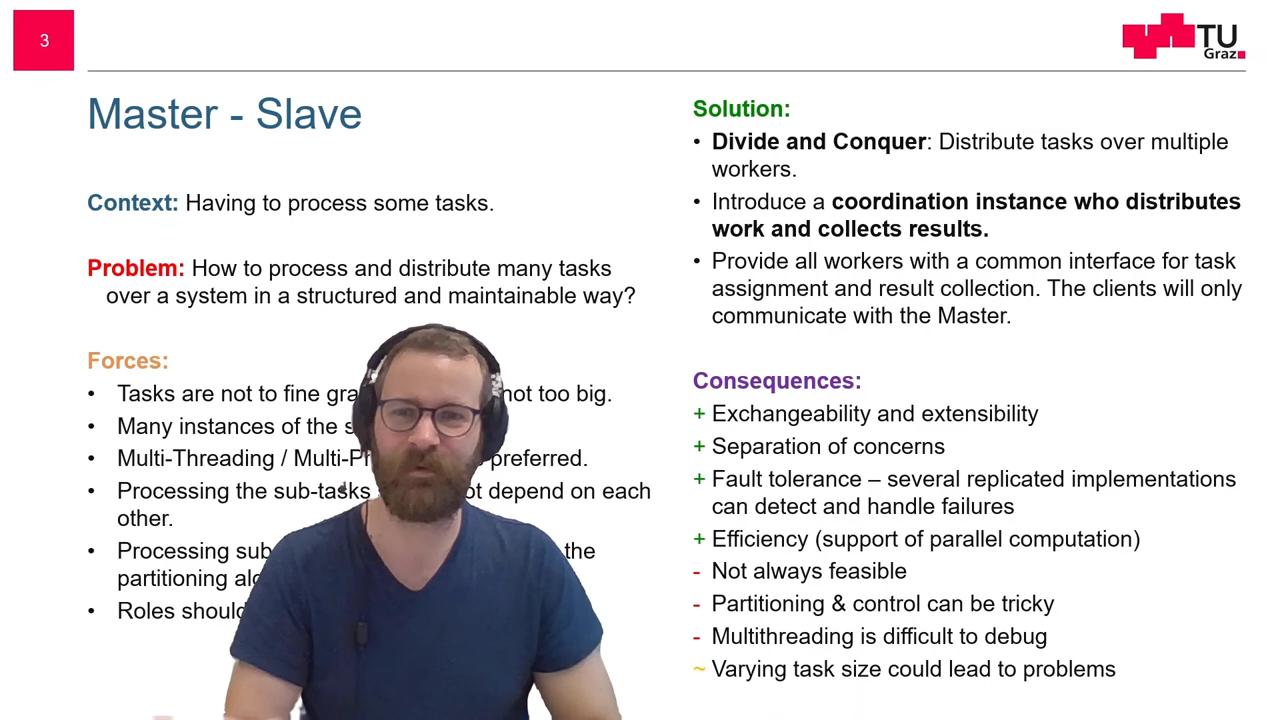 3
TU
Graz
Master - Slave
Context: Having to process some tasks.
Problem: How to process and distribute many tasks
over a system in a structured and maintainable way?
Forces:
• Tasks are not to fine not too big.
• Many instances of the
• Multi-Threading / preferred.
• Processing the sub-tasks depend on each
other.
• Processing the
partitioning
• Roles
Solution:
• Divide and Conquer: Distribute tasks over multiple
workers.
• Introduce a coordination instance who distributes
work and collects results.
• Provide all workers with a common interface for task
assignment and result collection. The clients will only
communicate with the Master.
Consequences:
+ Exchangeability and extensibility
+ Separation of concerns
+ Fault tolerance – several replicated implementations
can detect and handle failures
+ Efficiency (support of parallel computation)
- Not always feasible
- Partitioning & control can be tricky
- Multithreading is difficult to debug
~ Varying task size could lead to problems